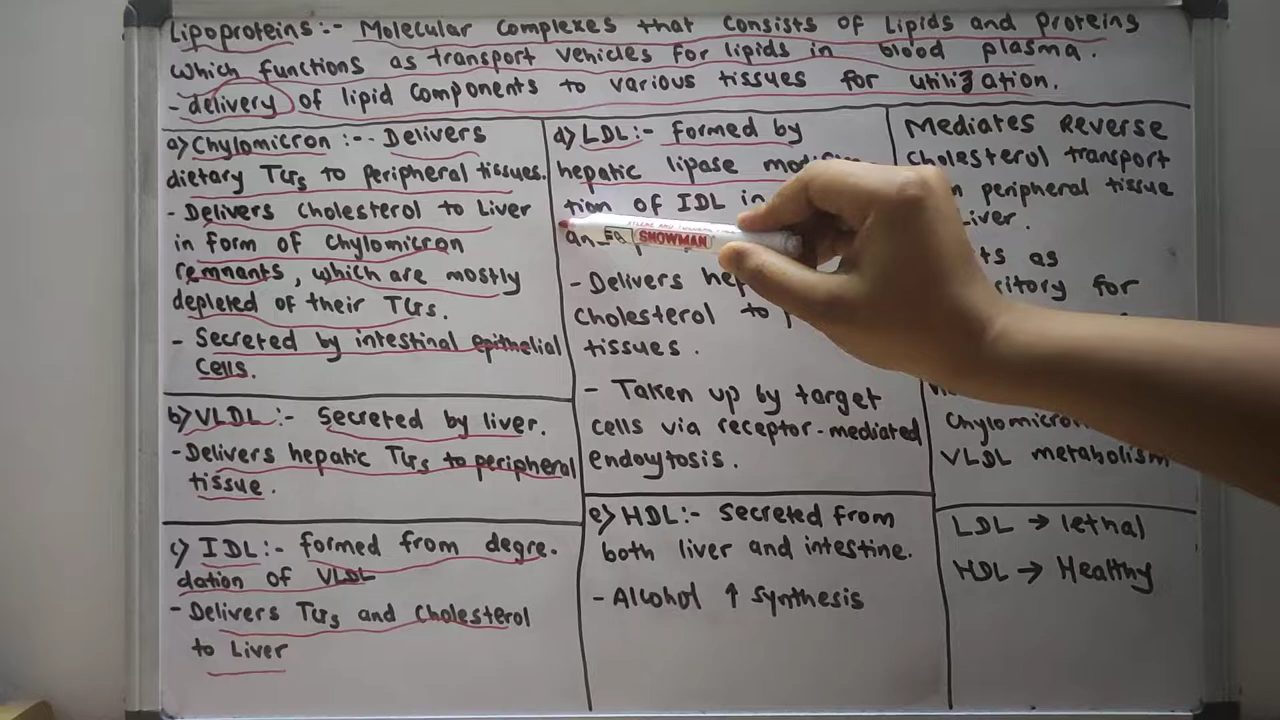 Lipoproteins:- Molecular complexes that consists of Lipids and proteins
which functions as transport vehicles for lipids in blood plasma.
- delivery of lipid components to various tissues for utilization.
a) Chylomicron :-- Delivers
dietary TGs to peripheral tissues.
- Delivers cholesterol to Liver
in form of chylomicron
remnants, which are mostly
depleted of their TGs.
- Secreted by intestinal epithelial
cells.
b) VLDL :- Secreted by liver.
- Delivers hepatic TGs to peripheral
tissue.
c) IDL:- formed from degre.
dation of VLDL
- Delivers TGs and cholesterol
to Liver
d) LDL:- formed by
hepatic lipase
tion of IDL in
- Delivers
cholesterol to
tissues.
- Taken up by target
cells via receptor-mediated
endoytosis.
e) HDL:- secreted from
both liver and intestine.
- Alcohol ↑ synthesis
Mediates Reverse
cholesterol transport
peripheral tissue
Liver.
as
for
VLDL metabolism
LDL → lethal
HDL → Healthy
SNOWMAN